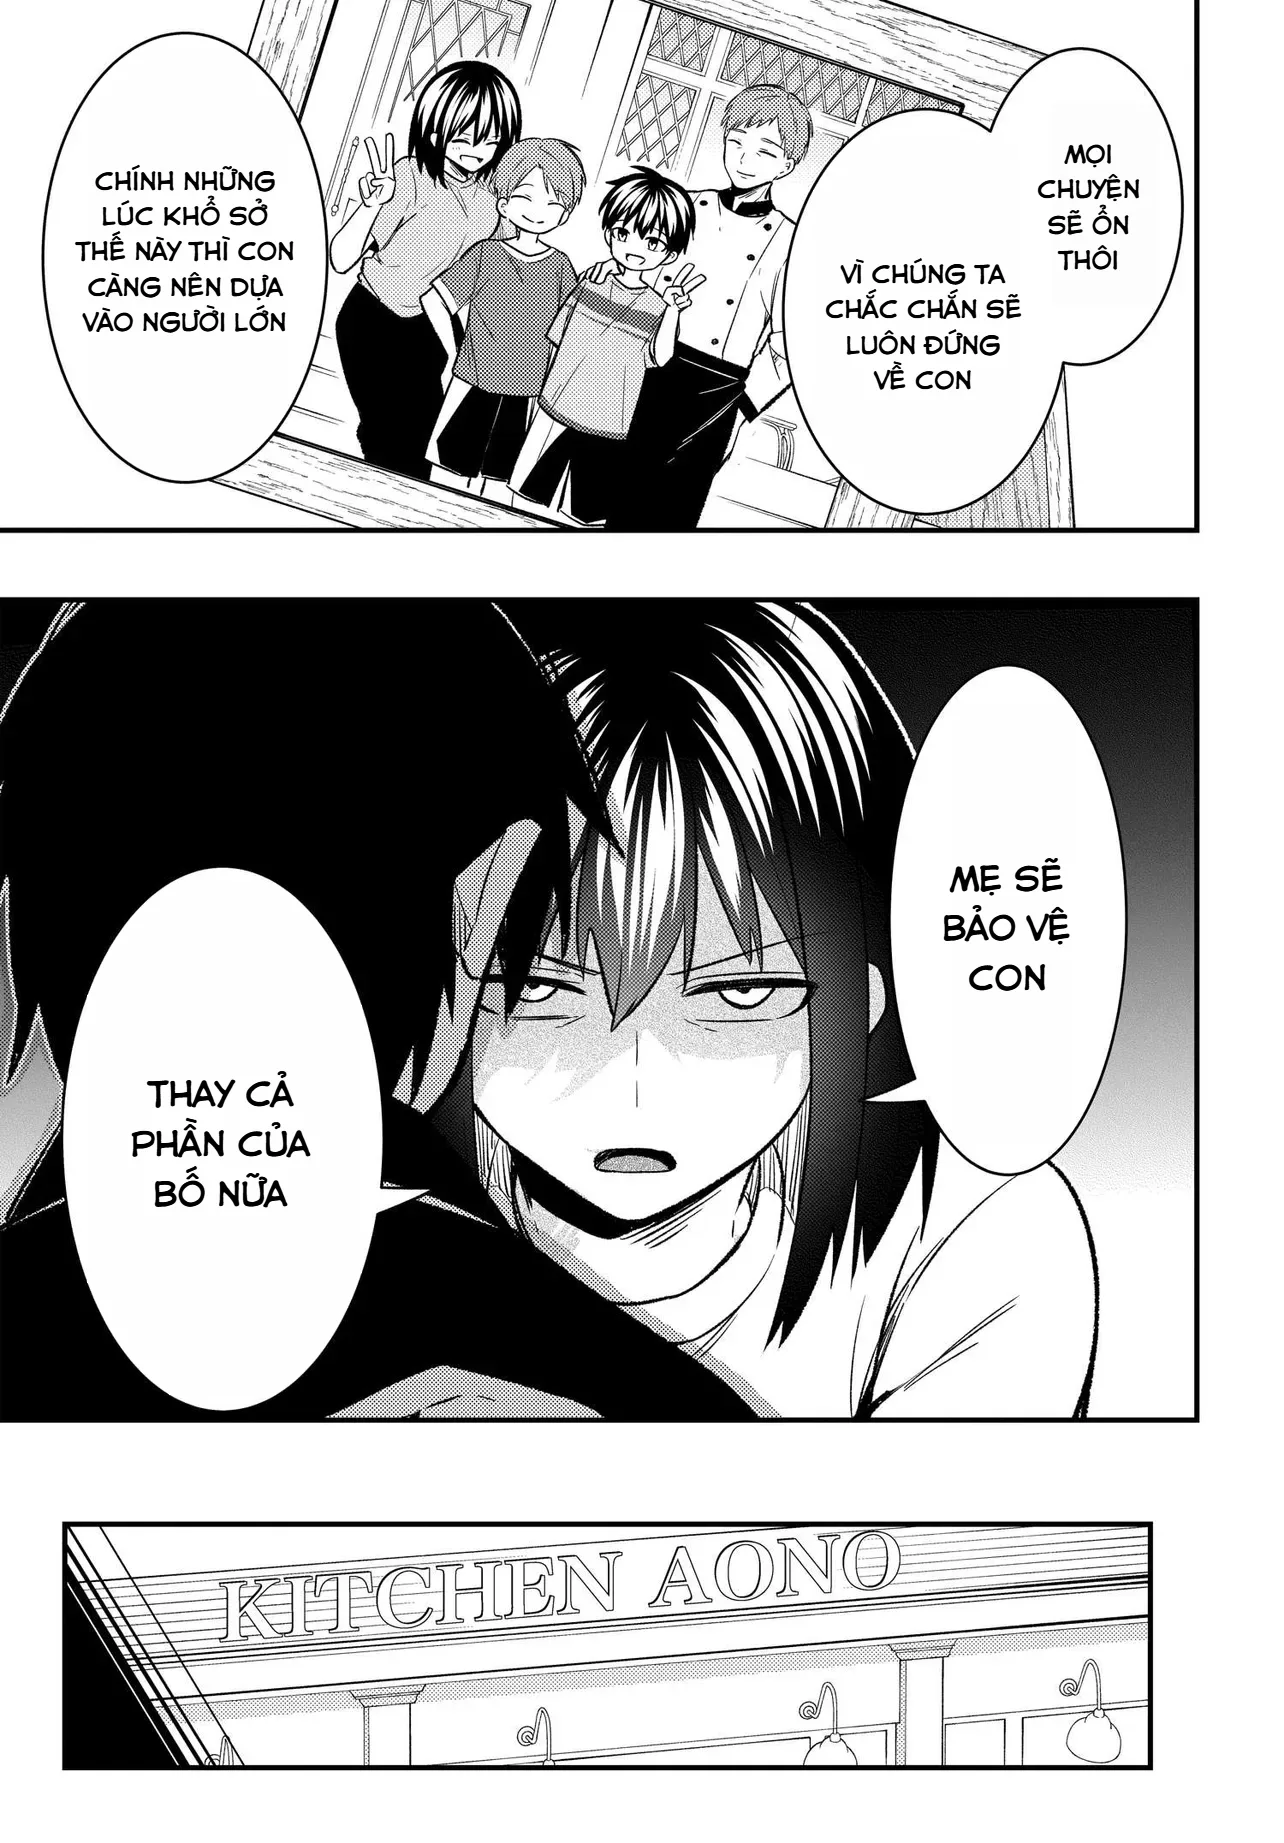 MỌI
CHUYỆN
SẼ ỔN
THÔI
VÌ CHÚNG TA
CHẮC CHẮN SẼ
LUÔN ĐỨNG
VỀ CON
CHÍNH NHỮNG
LÚC KHỔ SỞ
THẾ NÀY THÌ CON
CÀNG NÊN DỰA
VÀO NGƯỜI LỚN
MẸ SẼ
BẢO VỆ
CON
THAY CẢ
PHẦN CỦA
BỐ NỮA
KITCHEN AONO